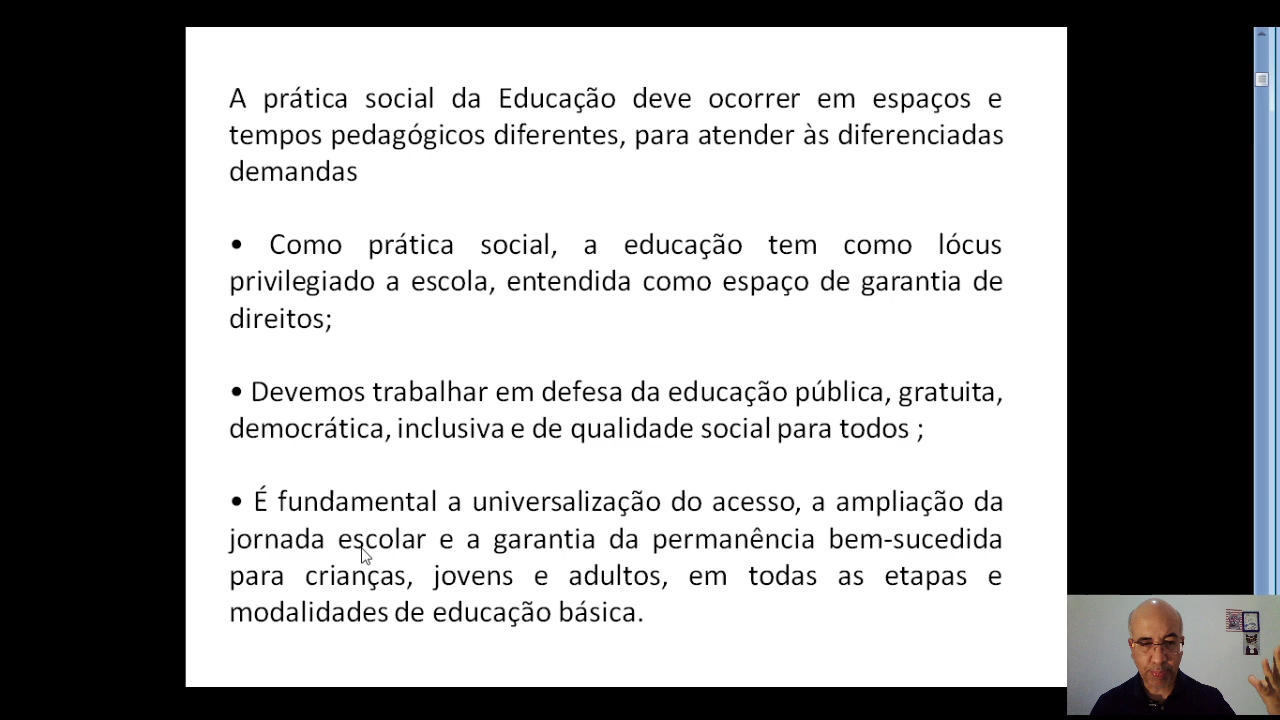 A prática social da Educação deve ocorrer em espaços e
tempos pedagógicos diferentes, para atender às diferenciadas
demandas
• Como prática social, a educação tem como lócus
privilegiado a escola, entendida como espaço de garantia de
direitos;
• Devemos trabalhar em defesa da educação pública, gratuita,
democrática, inclusiva e de qualidade social para todos ;
• É fundamental a universalização do acesso, a ampliação da
jornada escolar e a garantia da permanência bem-sucedida
para crianças, jovens e adultos, em todas as etapas e
modalidades de educação básica.